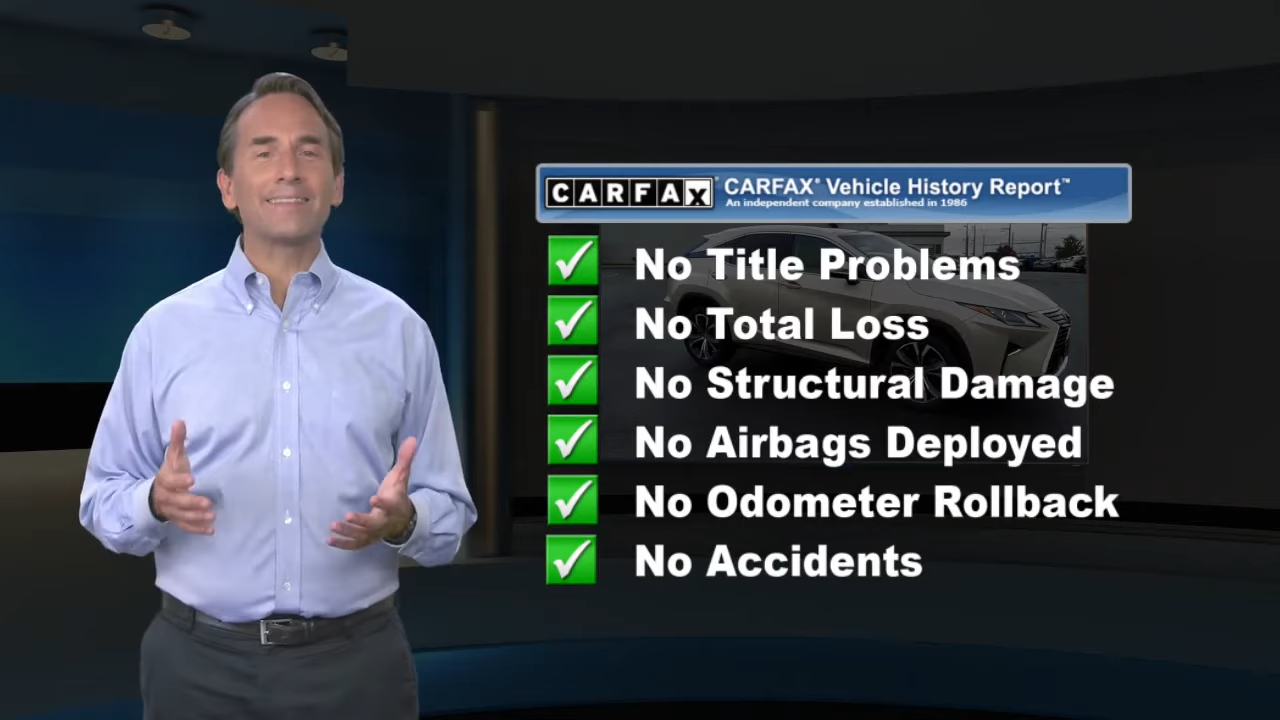 CARFAX® CARFAX® Vehicle History Report™
An independent company established in 1986
No Title Problems
No Total Loss
No Structural Damage
No Airbags Deployed
No Odometer Rollback
No Accidents